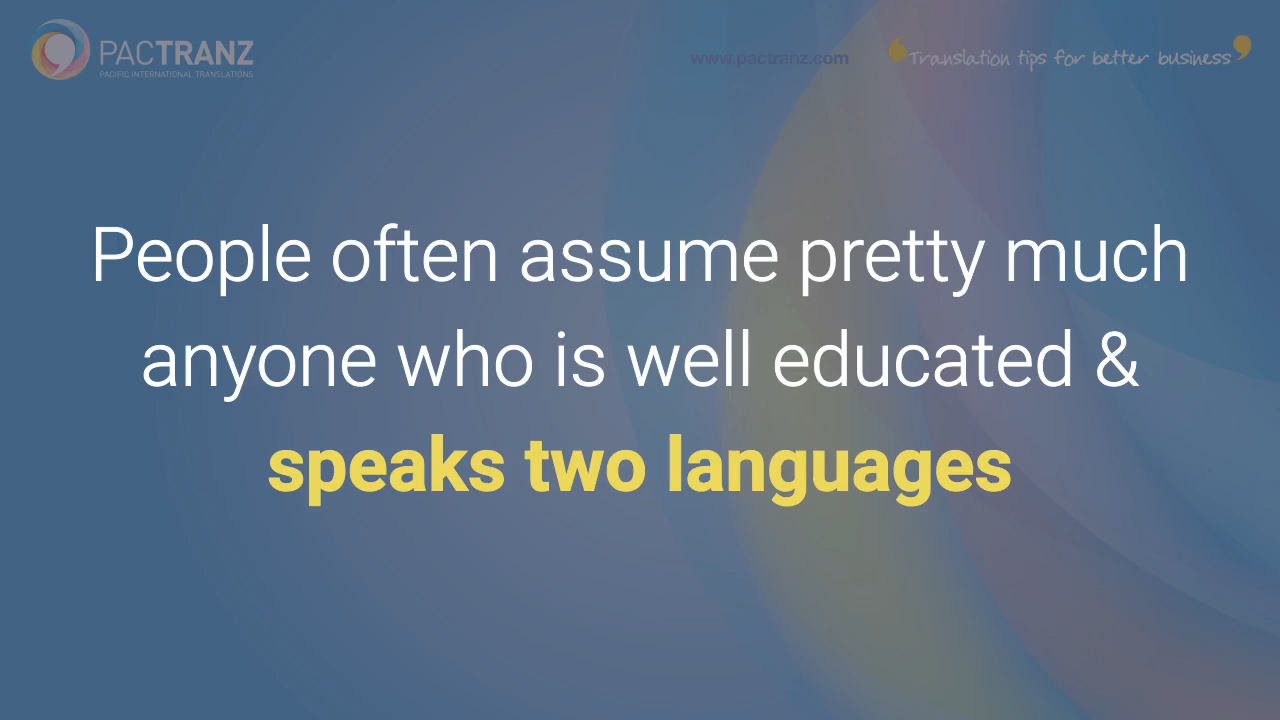 PACTRANZ
PACIFIC INTERNATIONAL TRANSLATIONS
www.pactranz.com
Translation tips for better business
People often assume pretty much
anyone who is well educated &
speaks two languages